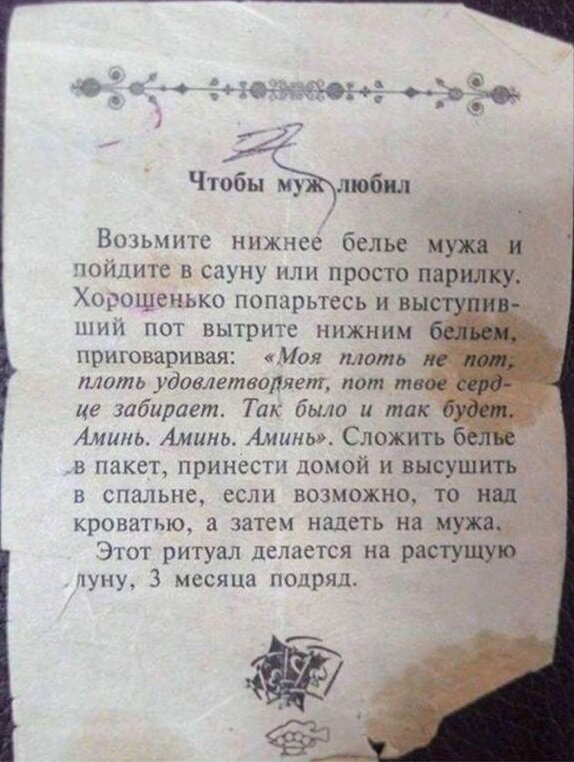 Чтобы муж любил
Возьмите нижнее белье мужа и
пойдите в сауну или просто парилку.
Хорошенько попарьтесь и выступив-
ший пот вытрите нижним бельем,
приговаривая: «Моя плоть не пот,
плоть удовлетворяет, пот твое серд-
це забирает. Так было и так будет.
Аминь. Аминь. Аминь». Сложить белье
в пакет, принести домой и высушить
в спальне, если возможно, то над
кроватью, а затем надеть на мужа.
Этот ритуал делается на растущую
луну, 3 месяца подряд.